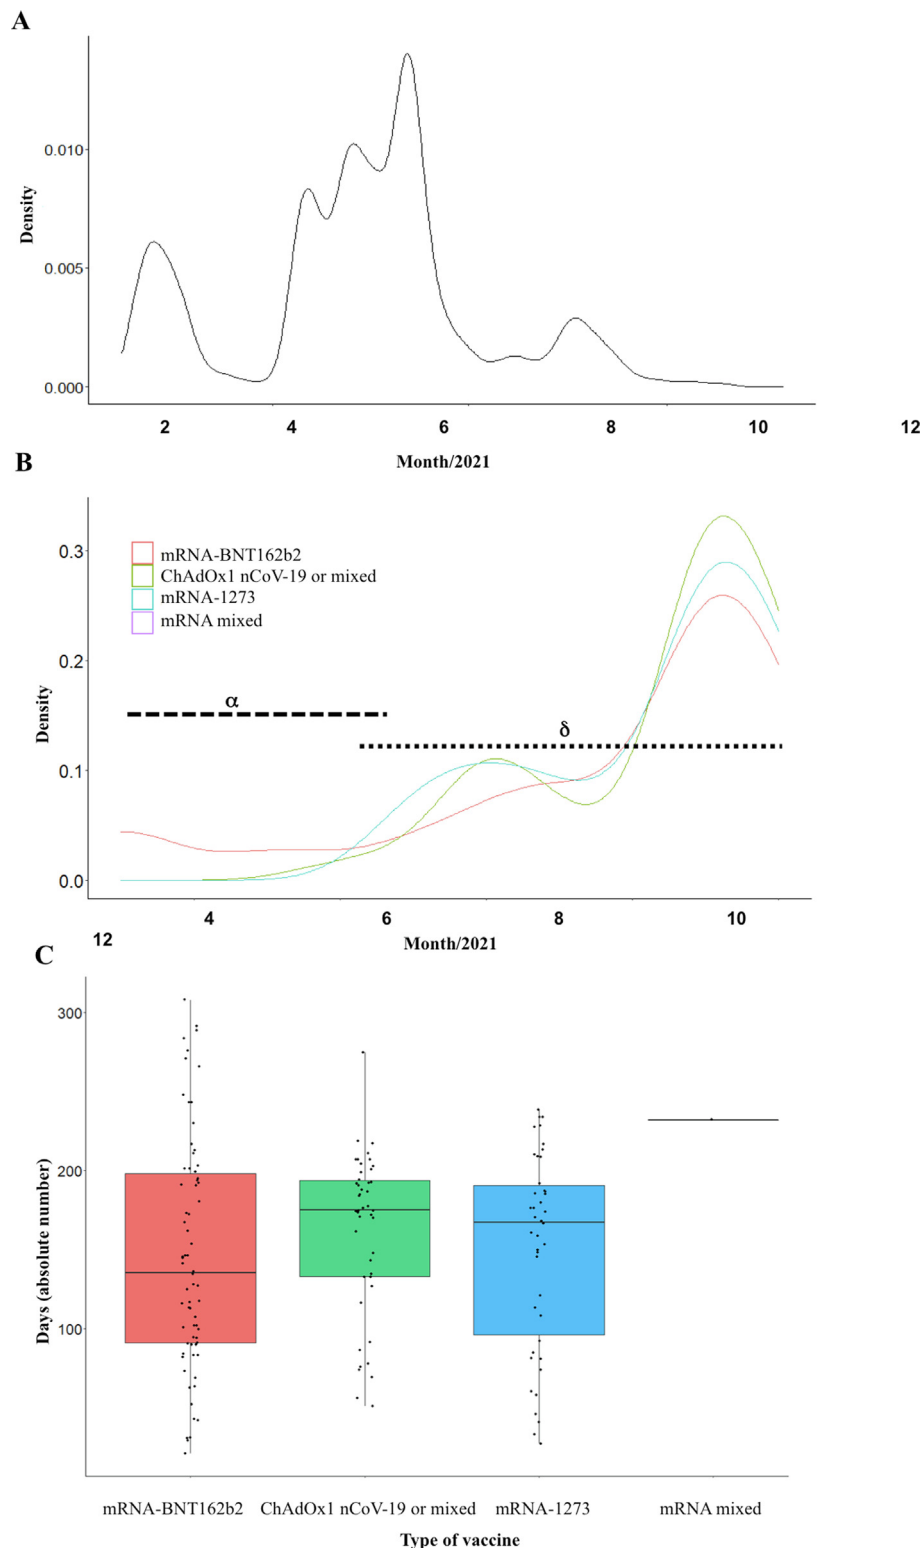 A
0.010
0.005
0.000
Density
2 4 6 8 10 12
Month/2021
B
0.3
0.2
0.1
0.0
Density
mRNA-BNT162b2
ChAdOx1 nCoV-19 or mixed
mRNA-1273
mRNA mixed
α
δ
4 6 8 10
12
Month/2021
C
300
200
100
Days (absolute number)
mRNA-BNT162b2 ChAdOx1 nCoV-19 or mixed mRNA-1273 mRNA mixed
Type of vaccine